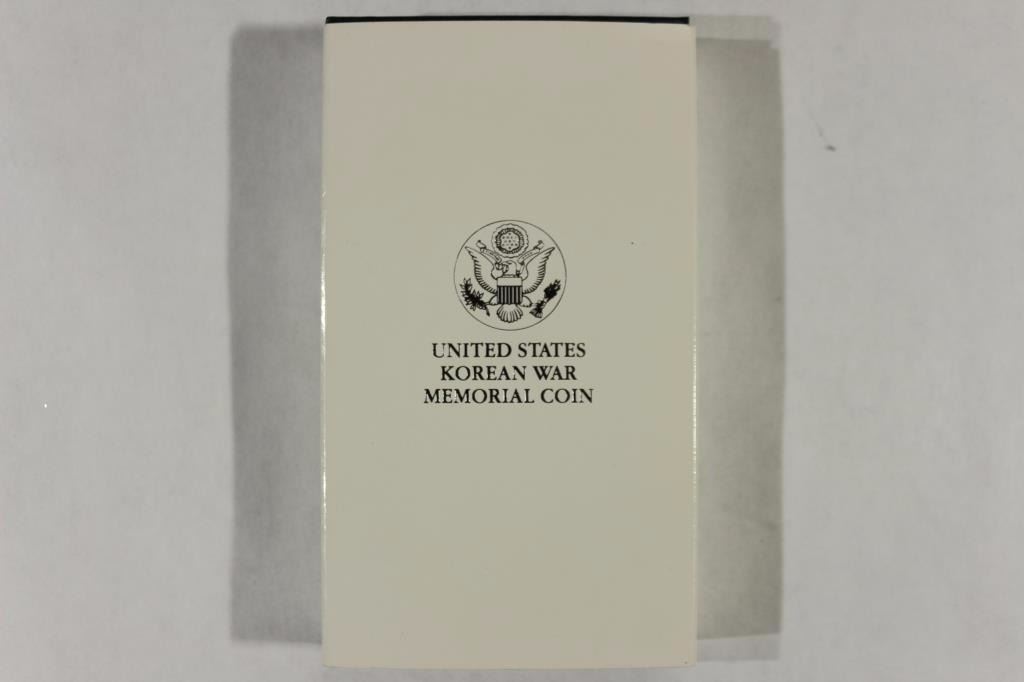 UNITED STATES
KOREAN WAR
MEMORIAL COIN